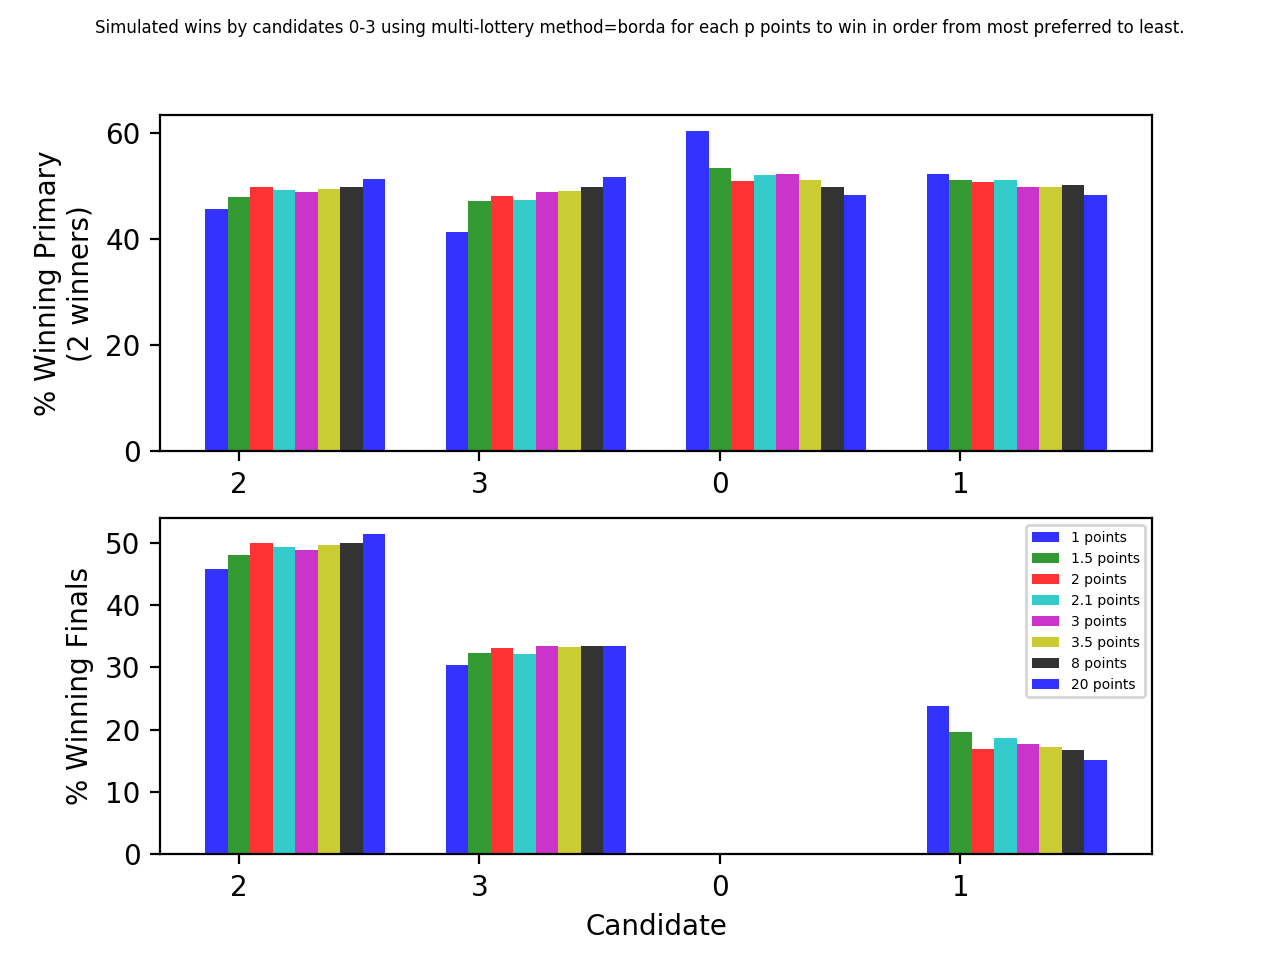 Simulated wins by candidates 0-3 using multi-lottery method=borda for each p points to win in order from most preferred to least.
% Winning Primary
(2 winners)
60
40
20
0
2 3 0 1
% Winning Finals
50
40
30
20
10
0
1 points
1.5 points
2 points
2.1 points
3 points
3.5 points
8 points
20 points
2 3 0 1
Candidate